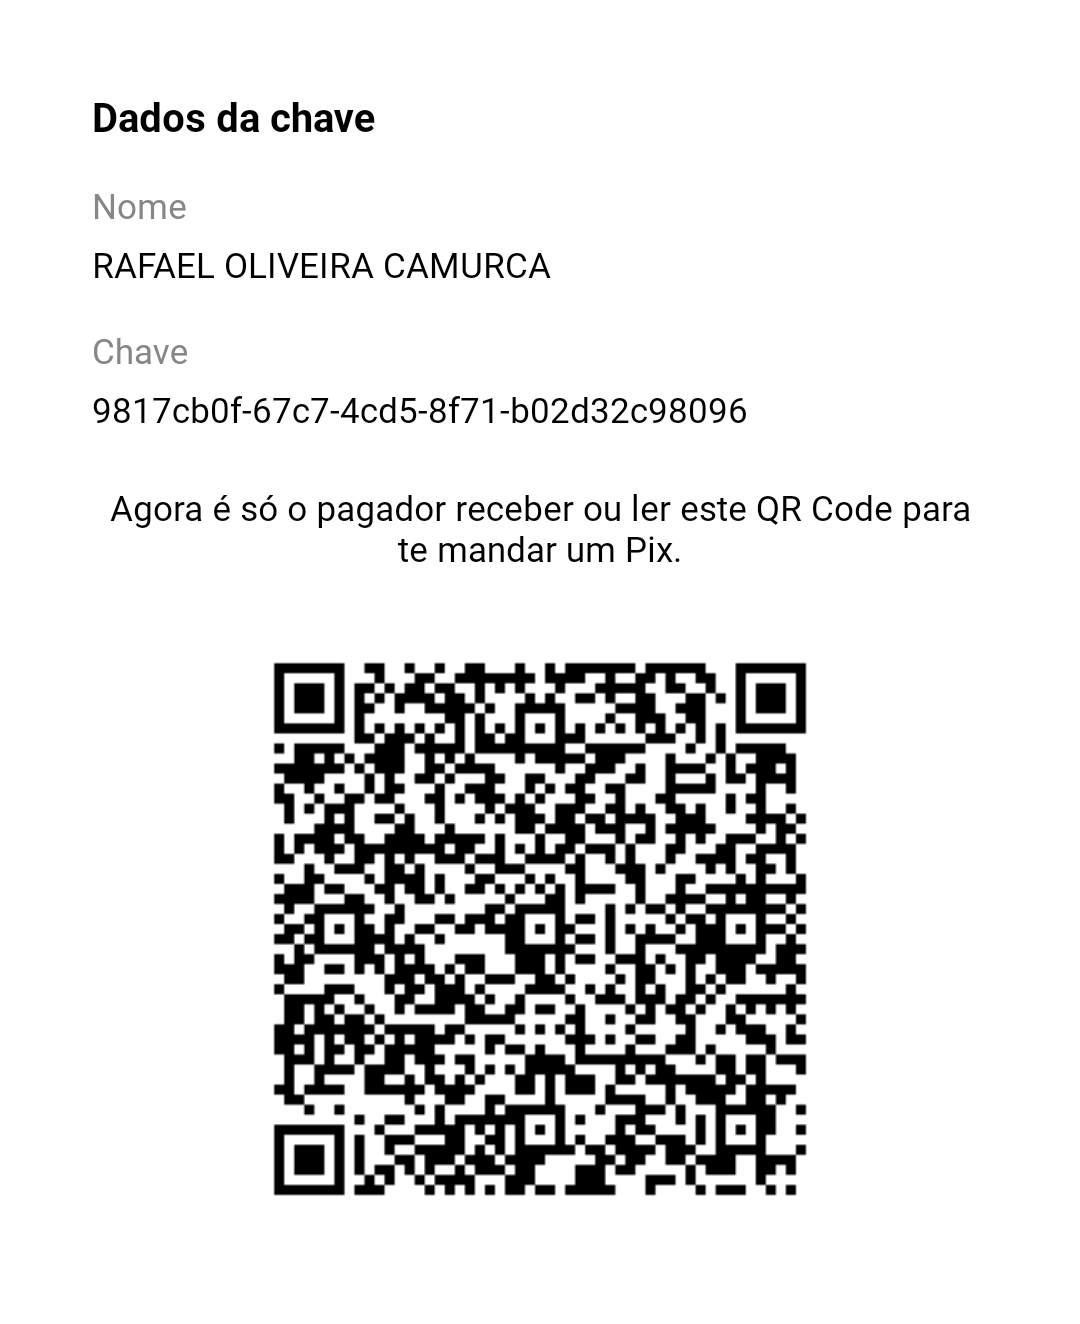 Dados da chave
Nome
RAFAEL OLIVEIRA CAMURCA
Chave
9817cb0f-67c7-4cd5-8f71-b02d32c98096
Agora é só o pagador receber ou ler este QR Code para
te mandar um Pix.